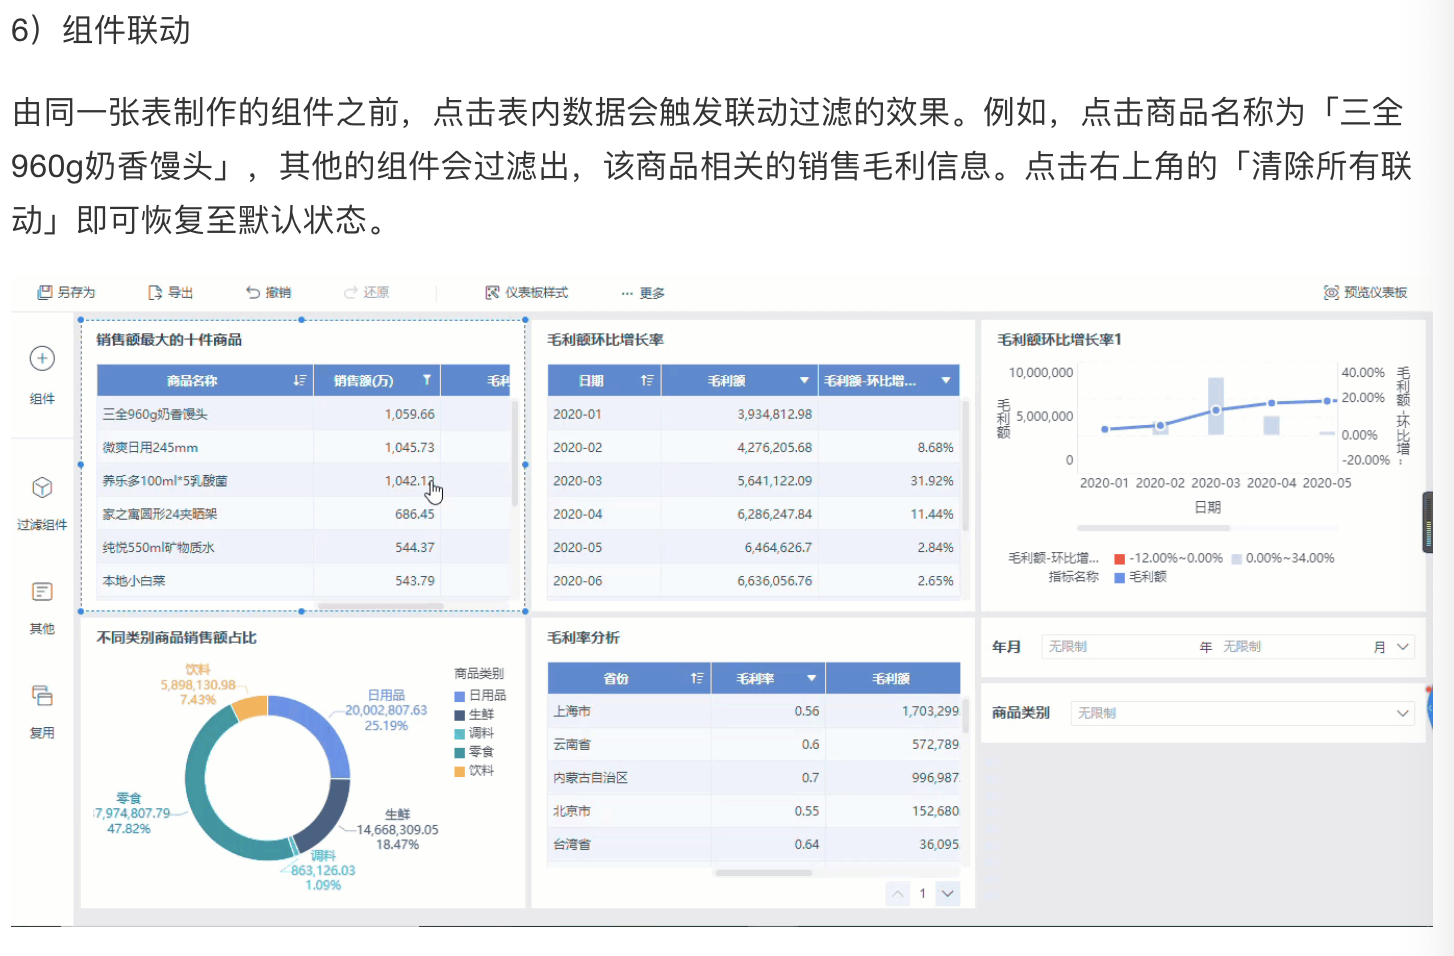 6）组件联动
由同一张表制作的组件之前，点击表内数据会触发联动过滤的效果。例如，点击商品名称为「三全
960g奶香馒头」，其他的组件会过滤出，该商品相关的销售毛利信息。点击右上角的「清除所有联
动」即可恢复至默认状态。
另存为 导出 撤销 还原 仪表板样式 ··· 更多 预览仪表板
组件
过滤组件
其他
复用
销售额最大的十件商品
商品名称 销售额(万) 毛利
三全960g奶香馒头 1,059.66
微爽日用245mm 1,045.73
养乐多100ml*5乳酸菌 1,042.13
家之寓圆形24夹晒架 686.45
纯悦550ml矿物质水 544.37
本地小白菜 543.79
毛利额环比增长率
日期 毛利额 毛利额-环比增...
2020-01 3,934,812.98
2020-02 4,276,205.68 8.68%
2020-03 5,641,122.09 31.92%
2020-04 6,286,247.84 11.44%
2020-05 6,464,626.7 2.84%
2020-06 6,636,056.76 2.65%
毛利额环比增长率1
毛利额
10,000,000
5,000,000
0
40.00%
20.00%
0.00%
-20.00%
毛利额-环比增..
2020-01 2020-02 2020-03 2020-04 2020-05
日期
毛利额-环比增... -12.00%~0.00% 0.00%~34.00%
指标名称 毛利额
不同类别商品销售额占比
饮料
5,898,130.98
7.43%
日用品
20,002,807.63
25.19%
生鲜
14,668,309.05
18.47%
调料
863,126.03
1.09%
零食
37,974,807.79
47.82%
商品类别
日用品
生鲜
调料
零食
饮料
毛利率分析
省份 毛利率 毛利额
上海市 0.56 1,703,299
云南省 0.6 572,789
内蒙古自治区 0.7 996,987
北京市 0.55 152,680
台湾省 0.64 36,095
1
年月 无限制 年 无限制 月
商品类别 无限制